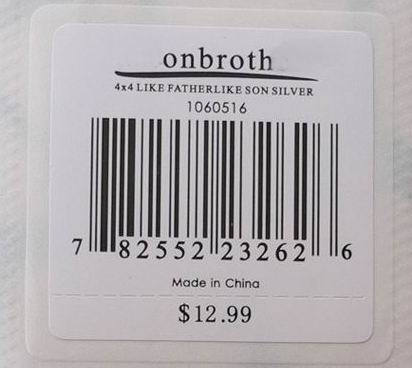 onbroth
4x4 LIKE FATHERLIKE SON SILVER
1060516
7 82552 23262 6
Made in China
$12.99